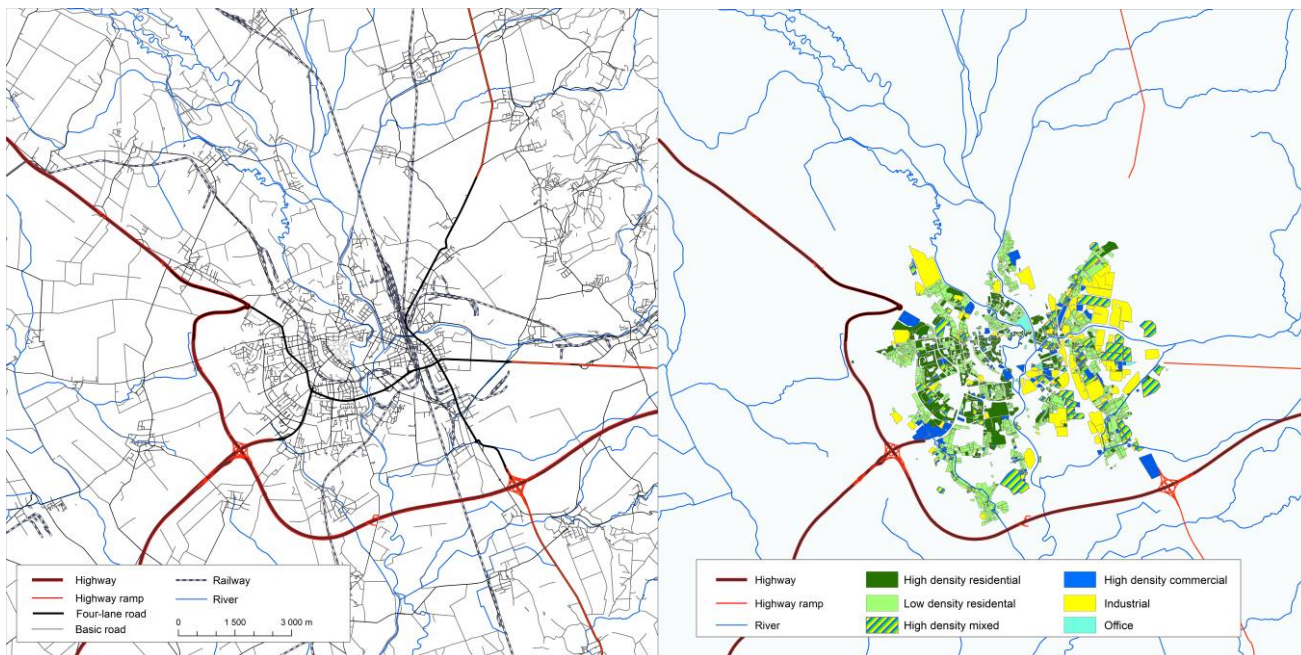 Highway
Highway ramp
Four-lane road
Basic road
Railway
River
0 1 500 3 000 m
Highway
Highway ramp
River
High density residential
Low density residental
High density mixed
High density commercial
Industrial
Office